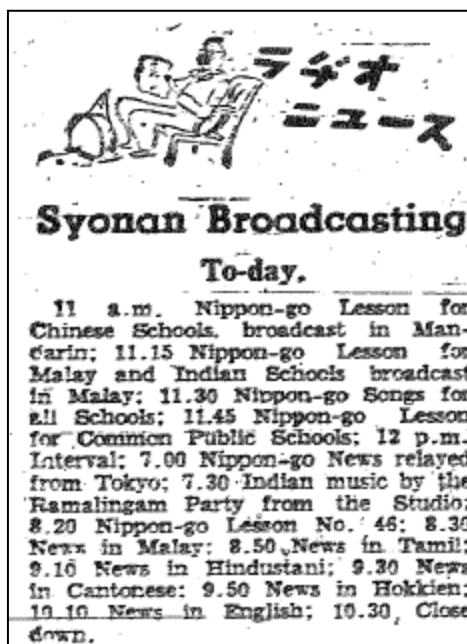 ラヂオ
ニュース
Syonan Broadcasting
To-day.
11 a.m. Nippon-go Lesson for
Chinese Schools, broadcast in Man-
darin; 11.15 Nippon-go Lesson for
Malay and Indian Schools broadcast
in Malay; 11.30 Nippon-go Songs for
all Schools; 11.45 Nippon-go Lesson
for Common Public Schools; 12 p.m.
Interval; 7.00 Nippon-go News relayed
from Tokyo; 7.30 Indian music by the
Ramalingam Party from the Studio;
8.20 Nippon-go Lesson No. 46; 8.30
News in Malay; 8.50 News in Tamil;
9.10 News in Hindustani; 9.30 News
in Cantonese; 9.50 News in Hokkien;
10.10 News in English; 10.30, Close
down.